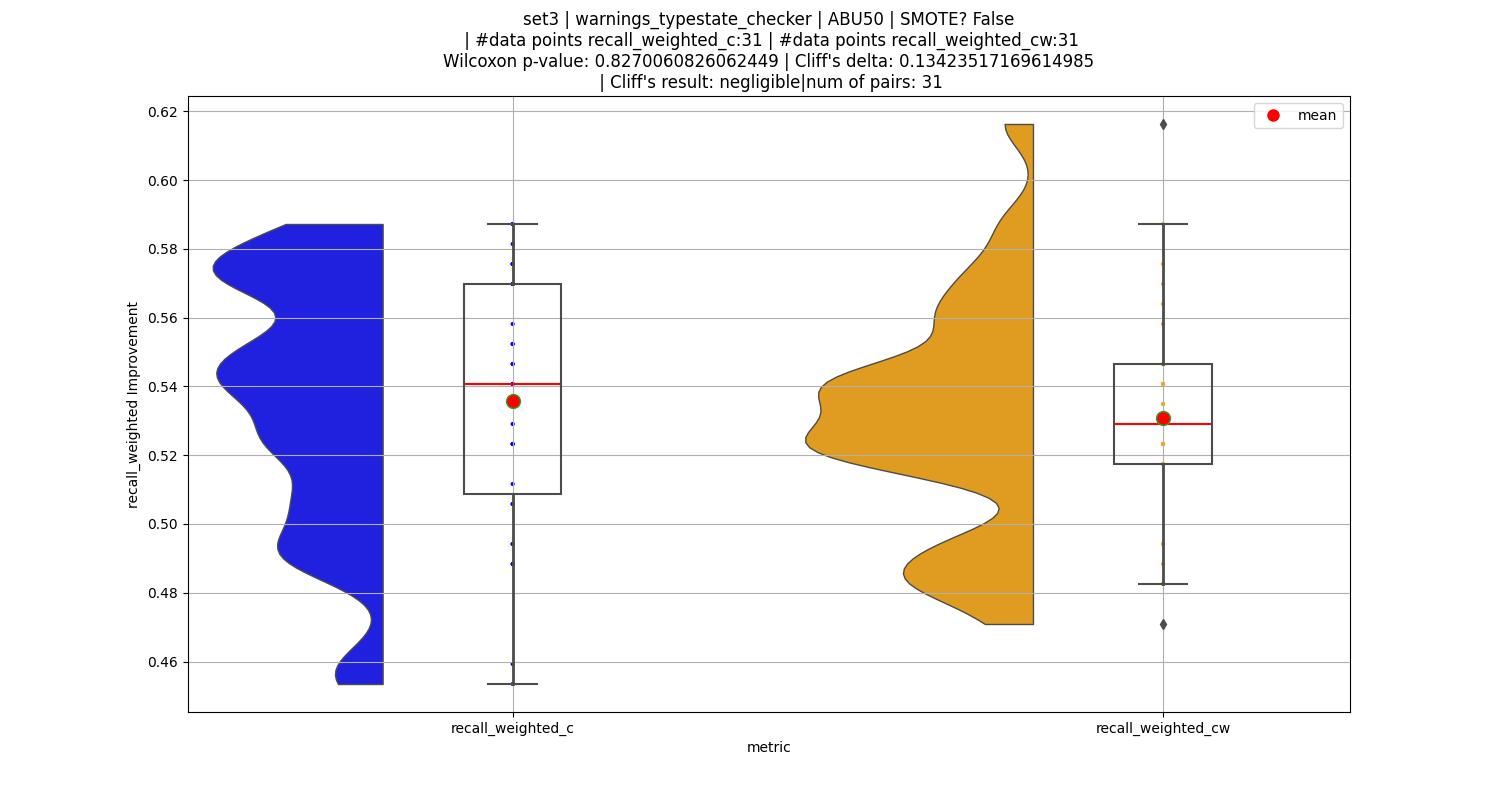 set3 | warnings_typestate_checker | ABU50 | SMOTE? False
| #data points recall_weighted_c:31 | #data points recall_weighted_cw:31
Wilcoxon p-value: 0.8270060826062449 | Cliff's delta: 0.13423517169614985
| Cliff's result: negligible|num of pairs: 31
mean
0.62
0.60
0.58
0.56
0.54
0.52
0.50
0.48
0.46
recall_weighted Improvement
recall_weighted_c
recall_weighted_cw
metric